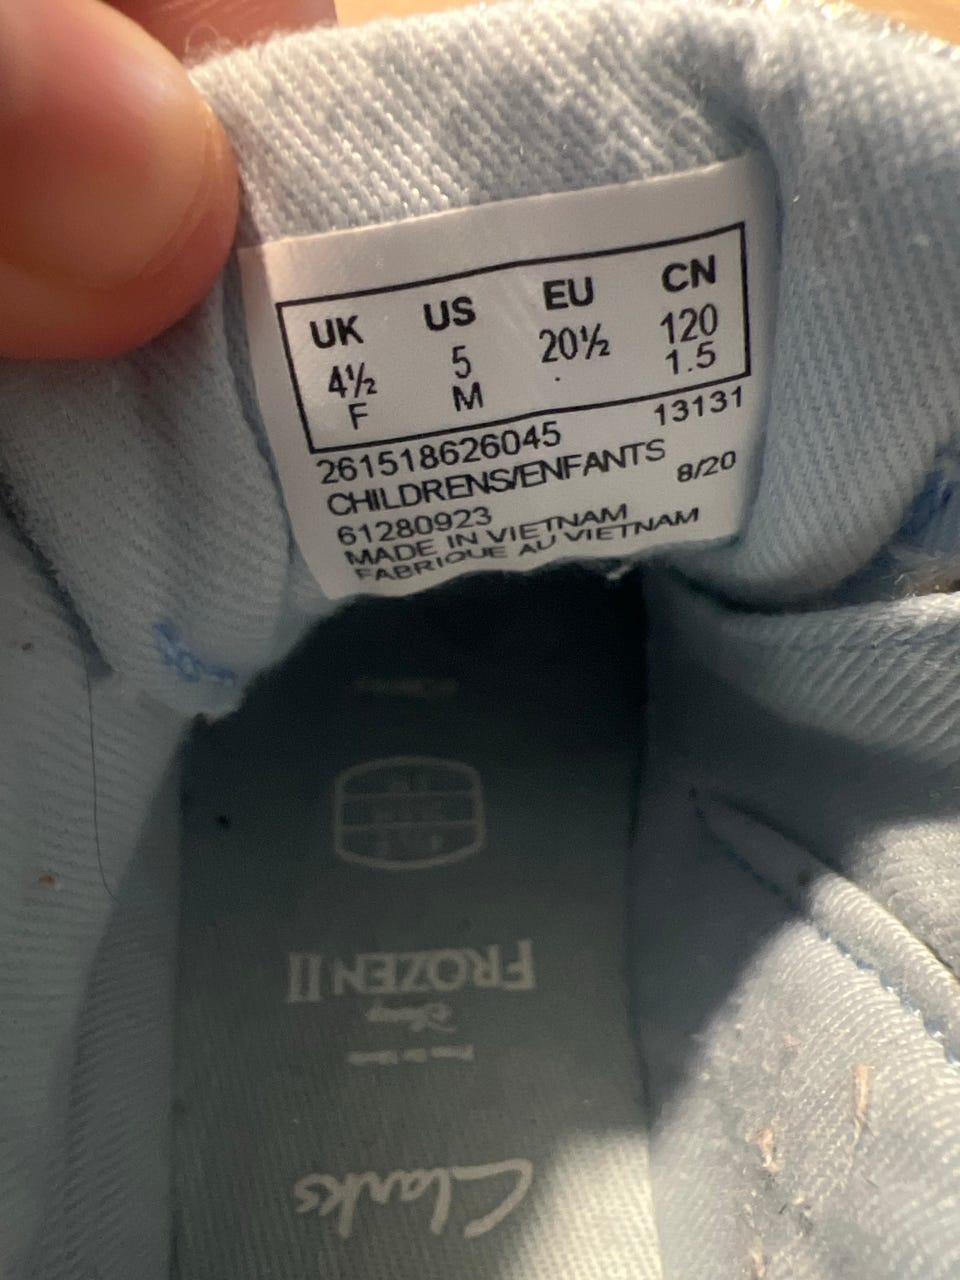 UK US EU CN
4½ 5 20½ 120
F M 1.5
261518626045 13131
CHILDRENS/ENFANTS
61280923 8/20
MADE IN VIETNAM
FABRIQUE AU VIETNAM
FROZEN II
Disney
Clarks